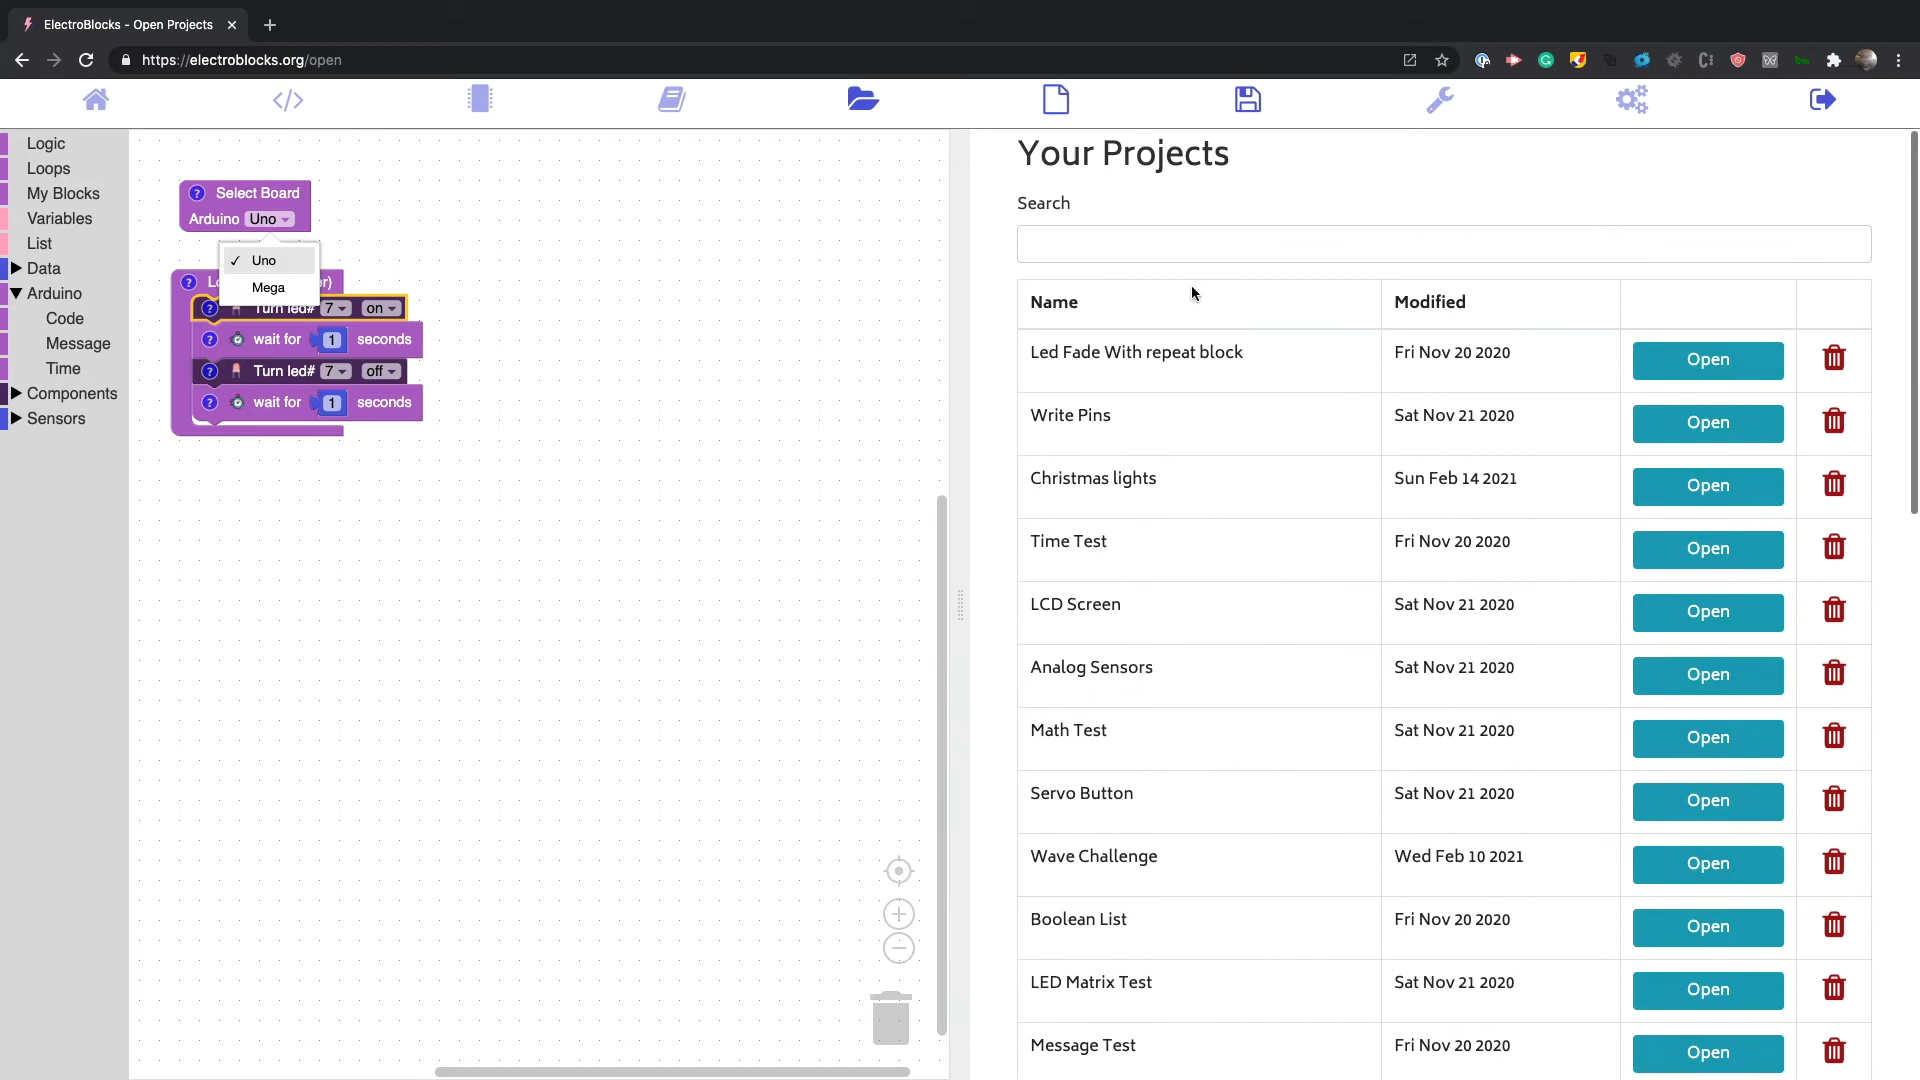 ElectroBlocks - Open Projects
https://electroblocks.org/open
Logic
Loops
My Blocks
Variables
List
Data
Arduino
Code
Message
Time
Components
Sensors
Select Board
Arduino Uno
Uno
Mega
Turn led# 7 on
wait for 1 seconds
Turn led# 7 off
wait for 1 seconds
Your Projects
Search
Name Modified
Led Fade With repeat block Fri Nov 20 2020 Open
Write Pins Sat Nov 21 2020 Open
Christmas lights Sun Feb 14 2021 Open
Time Test Fri Nov 20 2020 Open
LCD Screen Sat Nov 21 2020 Open
Analog Sensors Sat Nov 21 2020 Open
Math Test Sat Nov 21 2020 Open
Servo Button Sat Nov 21 2020 Open
Wave Challenge Wed Feb 10 2021 Open
Boolean List Fri Nov 20 2020 Open
LED Matrix Test Sat Nov 21 2020 Open
Message Test Fri Nov 20 2020 Open